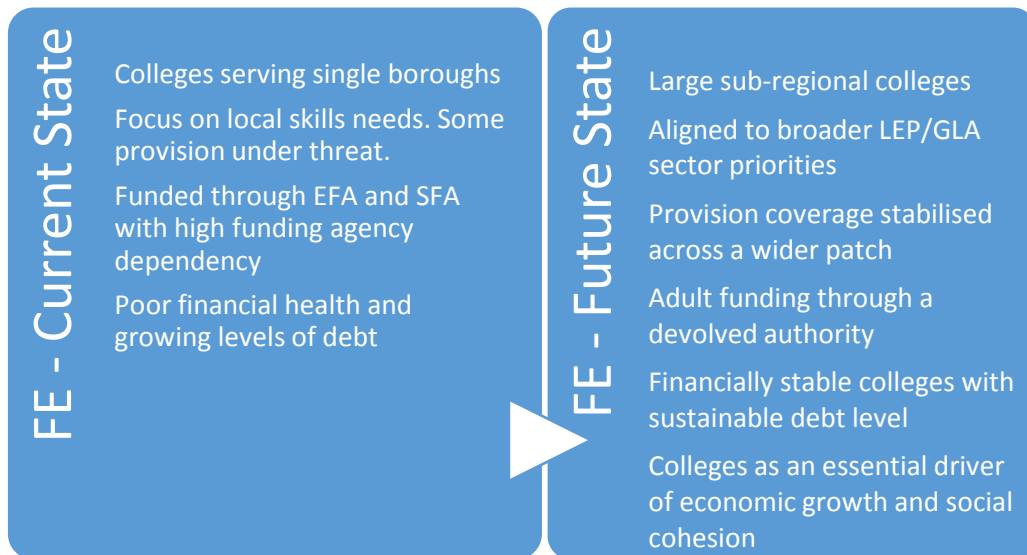 FE - Current State
Colleges serving single boroughs
Focus on local skills needs. Some
provision under threat.
Funded through EFA and SFA
with high funding agency
dependency
Poor financial health and
growing levels of debt
FE - Future State
Large sub-regional colleges
Aligned to broader LEP/GLA
sector priorities
Provision coverage stabilised
across a wider patch
Adult funding through a
devolved authority
Financially stable colleges with
sustainable debt level
Colleges as an essential driver
of economic growth and social
cohesion